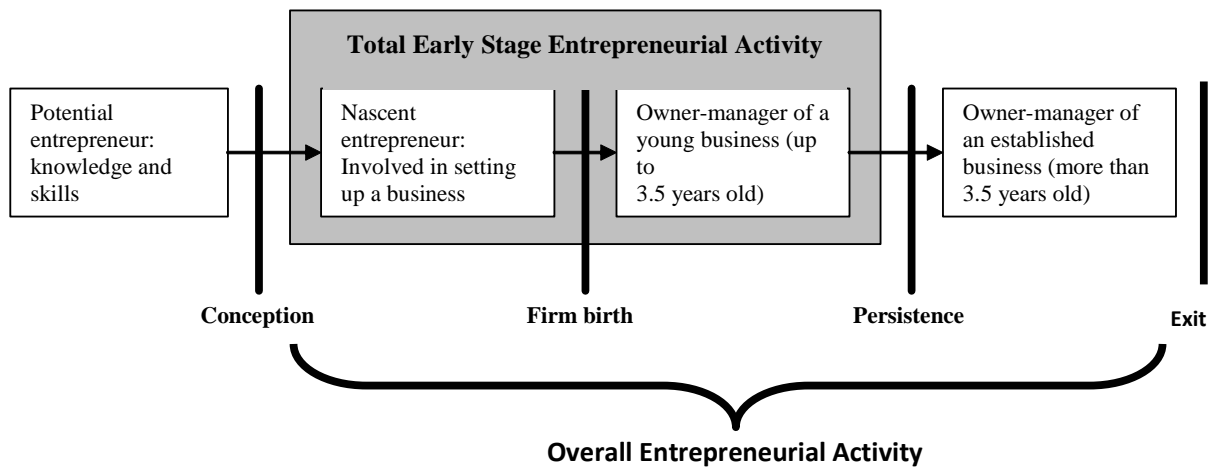 Total Early Stage Entrepreneurial Activity
Potential
entrepreneur:
knowledge and
skills
Nascent
entrepreneur:
Involved in setting
up a business
Owner-manager of a
young business (up
to
3.5 years old)
Owner-manager of
an established
business (more than
3.5 years old)
Conception
Firm birth
Persistence
Exit
Overall Entrepreneurial Activity